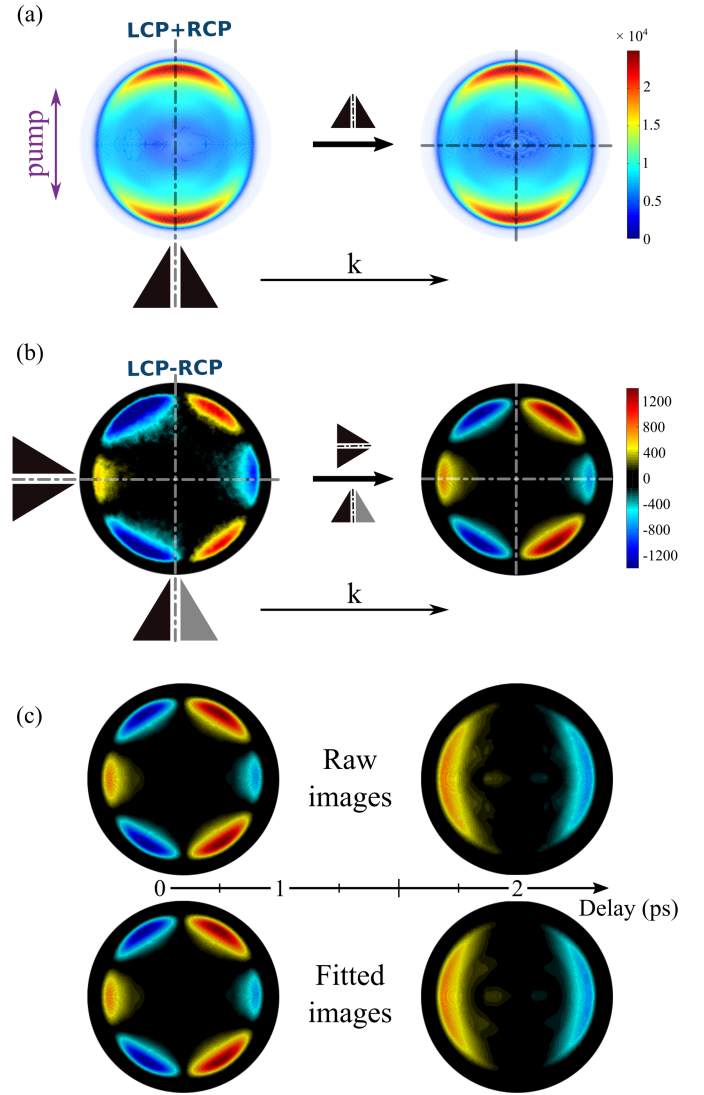 (a)
LCP+RCP
pump
× 10⁴
2
1.5
1
0.5
0
k
(b)
LCP-RCP
1200
800
400
0
-400
-800
-1200
k
(c)
Raw
images
0 1 2
Delay (ps)
Fitted
images